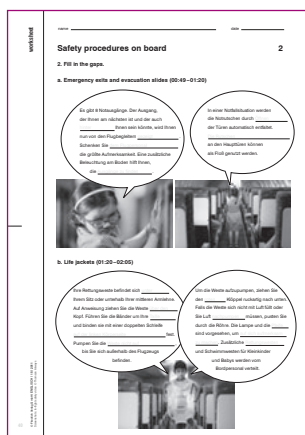 worksheet
name
date
Safety procedures on board 2
2. Fill in the gaps.
a. Emergency exits and evacuation slides (00:49–01:20)
Es gibt 8 Notausgänge. Der Ausgang,
der Ihnen am nächsten ist und der auch
Ihnen sein könnte, wird Ihnen
nun von den Flugbegleitern
Schenken Sie
die größte Aufmerksamkeit. Eine zusätzliche
Beleuchtung am Boden hilft Ihnen,
die
In einer Notfallsituation werden
die Notrutschen durch
der Türen automatisch entfaltet.
an den Haupttüren können
als Floß genutzt werden.
b. Life jackets (01:20–02:05)
Ihre Rettungsweste befindet sich
Ihrem Sitz oder unterhalb Ihrer mittleren Armlehne.
Auf Anweisung ziehen Sie die Weste
Kopf. Führen Sie die Bänder um Ihre
und binden sie mit einer doppelten Schleife
fest.
Pumpen Sie die
bis Sie sich außerhalb des Flugzeugs
befinden.
Um die Weste aufzupumpen, ziehen Sie
den Klöppel ruckartig nach unten.
Falls die Weste sich nicht mit Luft füllt oder
Sie Luft müssen, pusten Sie
durch die Röhre. Die Lampe und die
sind vorgesehen, um
Zusätzliche
und Schwimmwesten für Kleinkinder
und Babys werden vom
Bordpersonal verteilt.